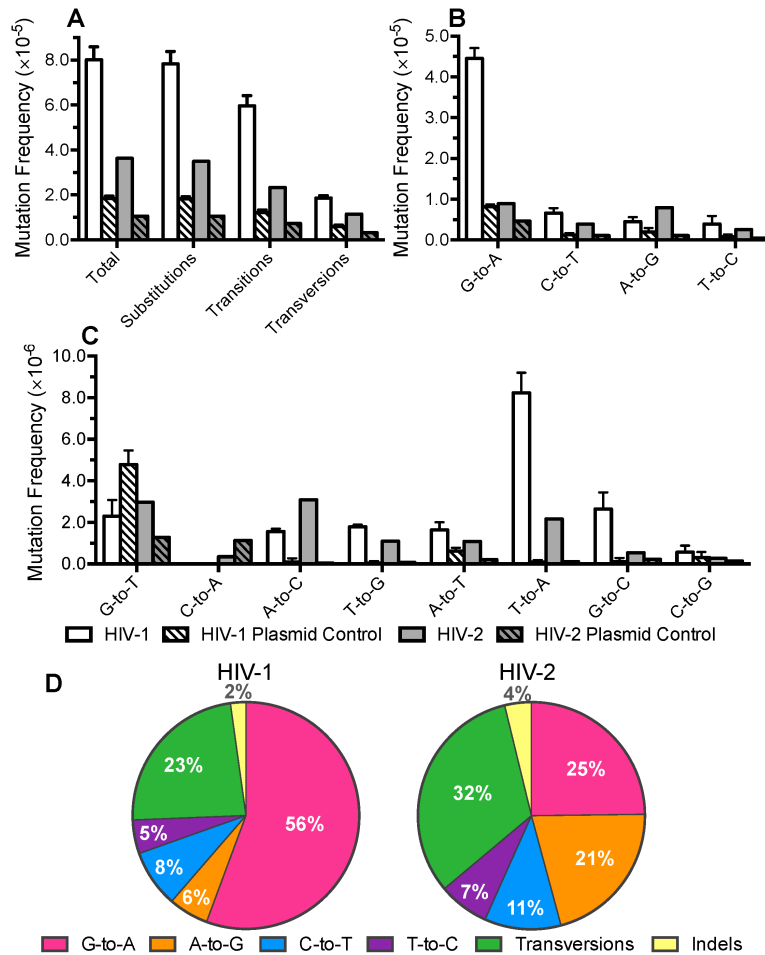 A
Mutation Frequency (×10-5)
8.0
6.0
4.0
2.0
0.0
Total
Substitutions
Transitions
Transversions
B
Mutation Frequency (×10-5)
5.0
4.0
3.0
2.0
1.0
0.0
G-to-A
C-to-T
A-to-G
T-to-C
C
Mutation Frequency (×10-6
10.0
8.0
6.0
4.0
2.0
0.0
G-to-T
C-to-A
A-to-C
T-to-G
A-to-T
T-to-A
G-to-C
C-to-G
HIV-1 HIV-1 Plasmid Control HIV-2 HIV-2 Plasmid Control
D
HIV-1
2%
23%
56%
5%
8%
6%
HIV-2
4%
25%
32%
21%
7%
11%
G-to-A A-to-G C-to-T T-to-C Transversions Indels